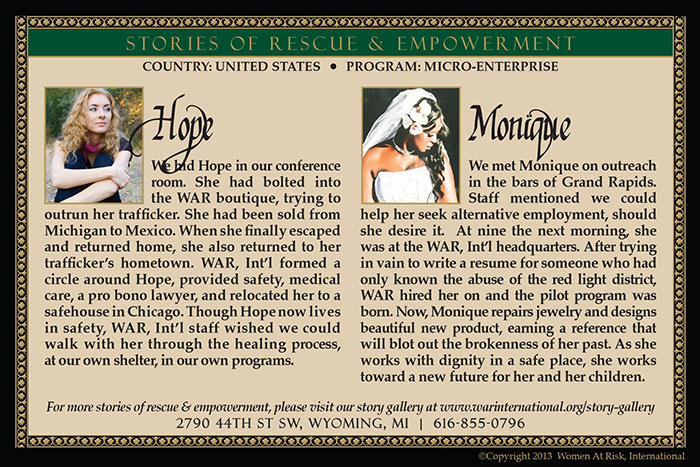 STORIES OF RESCUE & EMPOWERMENT
COUNTRY: UNITED STATES • PROGRAM: MICRO-ENTERPRISE
Hope
We hid Hope in our conference
room. She had bolted into
the WAR boutique, trying to
outrun her trafficker. She had been sold from
Michigan to Mexico. When she finally escaped
and returned home, she also returned to her
trafficker's hometown. WAR, Int'l formed a
circle around Hope, provided safety, medical
care, a pro bono lawyer, and relocated her to a
safehouse in Chicago. Though Hope now lives
in safety, WAR, Int'l staff wished we could
walk with her through the healing process,
at our own shelter, in our own programs.
Monique
We met Monique on outreach
in the bars of Grand Rapids.
Staff mentioned we could
help her seek alternative employment, should
she desire it. At nine the next morning, she
was at the WAR, Int'l headquarters. After trying
in vain to write a resume for someone who had
only known the abuse of the red light district,
WAR hired her on and the pilot program was
born. Now, Monique repairs jewelry and designs
beautiful new product, earning a reference that
will blot out the brokenness of her past. As she
works with dignity in a safe place, she works
toward a new future for her and her children.
For more stories of rescue & empowerment, please visit our story gallery at www.warinternational.org/story-gallery
2790 44TH ST SW, WYOMING, MI | 616-855-0796
©Copyright 2013 Women At Risk, International